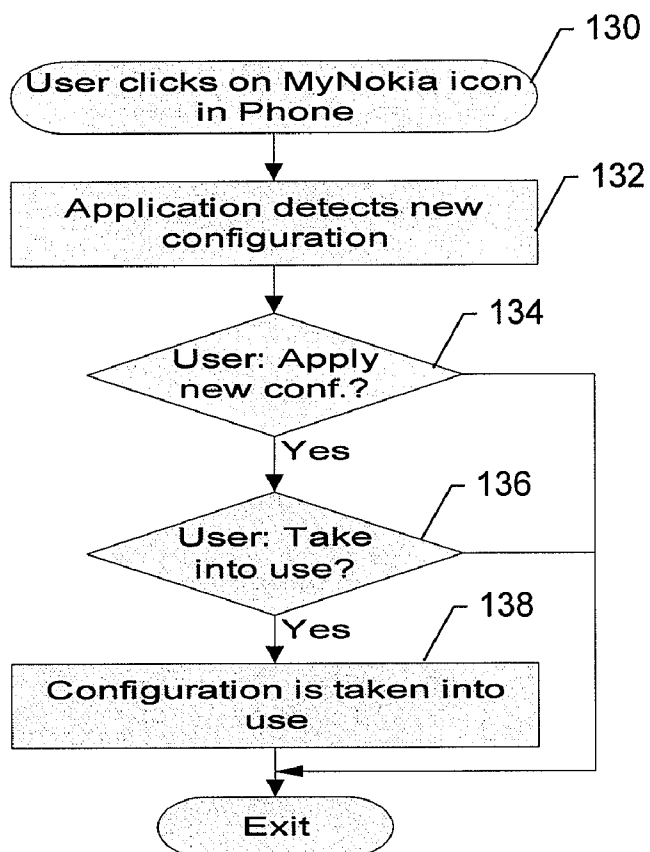 130
User clicks on MyNokia icon
in Phone
132
Application detects new
configuration
134
User: Apply
new conf.?
Yes
136
User: Take
into use?
Yes
138
Configuration is taken into
use
Exit